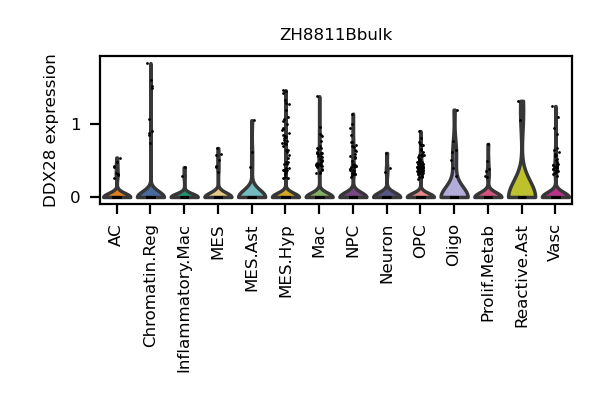 ZH8811Bbulk
DDX28 expression
1
0
AC
Chromatin.Reg
Inflammatory.Mac
MES
MES.Ast
MES.Hyp
Mac
NPC
Neuron
OPC
Oligo
Prolif.Metab
Reactive.Ast
Vasc